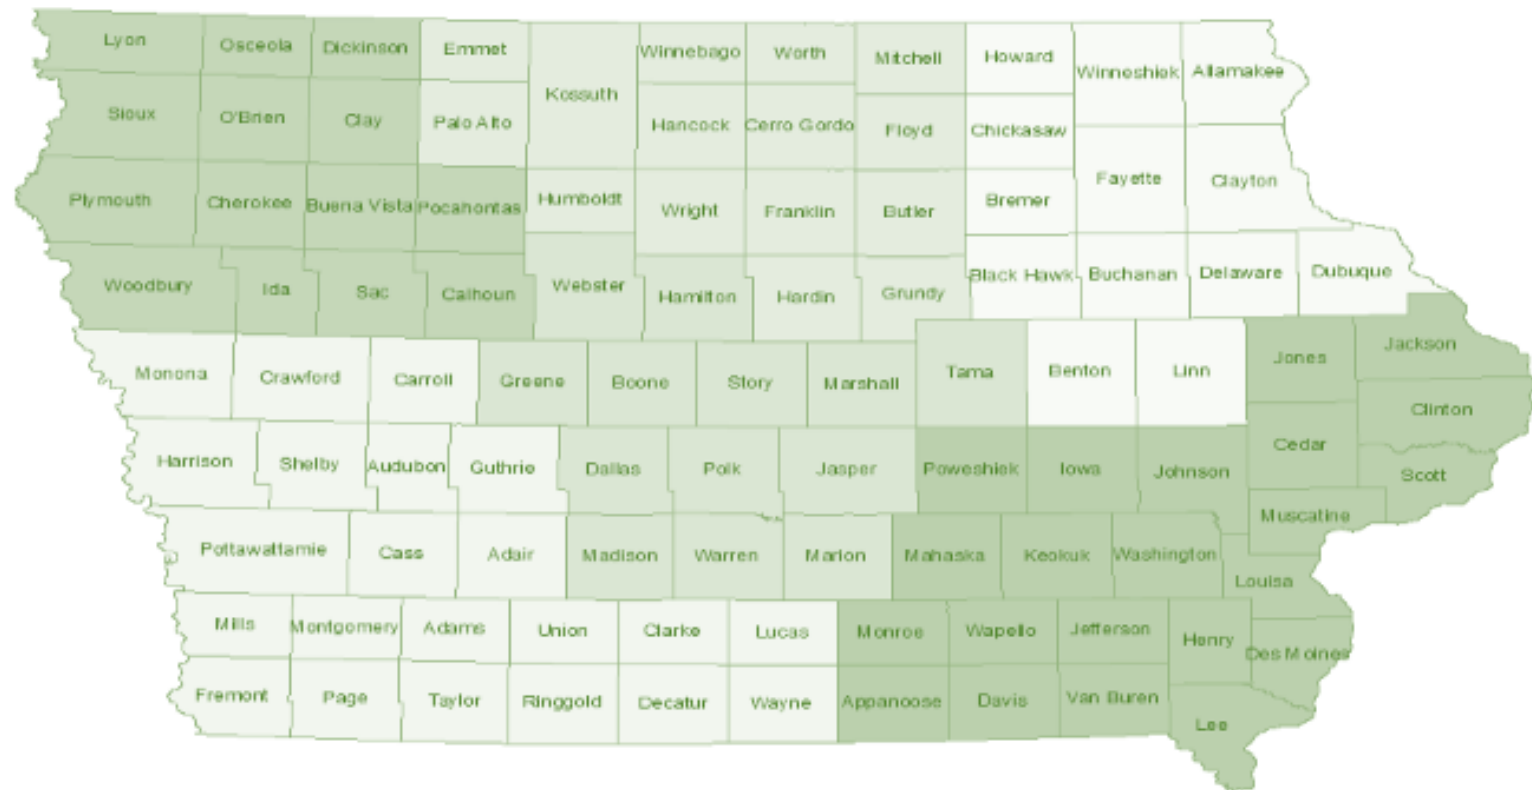 Lyon
Osceola
Dickinson
Emmet
Kossuth
Winnebago
Worth
Mitchell
Howard
Winneshiek
Allamakee
Sioux
O'Brien
Clay
Palo Alto
Hancock
Cerro Gordo
Floyd
Chickasaw
Plymouth
Cherokee
Buena Vista
Pocahontas
Humboldt
Wright
Franklin
Butler
Bremer
Fayette
Clayton
Woodbury
Ida
Sac
Calhoun
Webster
Hamilton
Hardin
Grundy
Black Hawk
Buchanan
Delaware
Dubuque
Monona
Crawford
Carroll
Greene
Boone
Story
Marshall
Tama
Benton
Linn
Jones
Jackson
Clinton
Harrison
Shelby
Audubon
Guthrie
Dallas
Polk
Jasper
Poweshiek
Iowa
Johnson
Cedar
Scott
Muscatine
Pottawattamie
Cass
Adair
Madison
Warren
Marion
Mahaska
Keokuk
Washington
Louisa
Mills
Montgomery
Adams
Union
Clarke
Lucas
Monroe
Wapello
Jefferson
Henry
Des Moines
Fremont
Page
Taylor
Ringgold
Decatur
Wayne
Appanoose
Davis
Van Buren
Lee